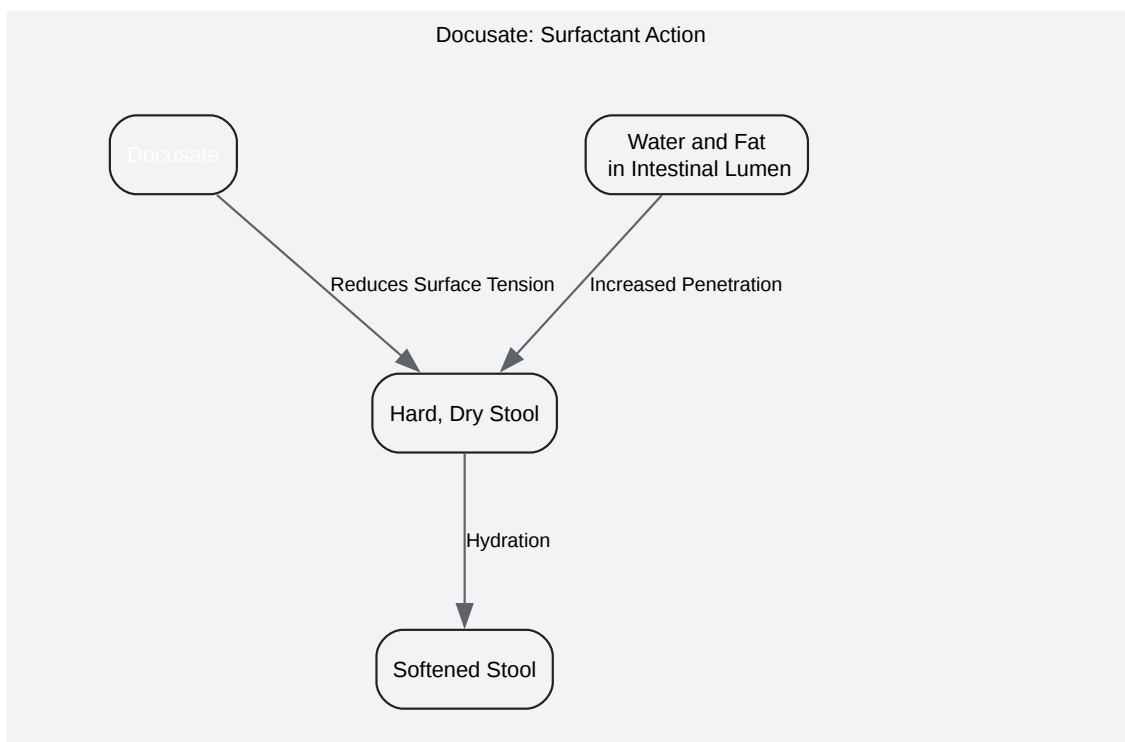 Docusate: Surfactant Action
Docusate
Water and Fat
in Intestinal Lumen
Reduces Surface Tension
Increased Penetration
Hard, Dry Stool
Hydration
Softened Stool